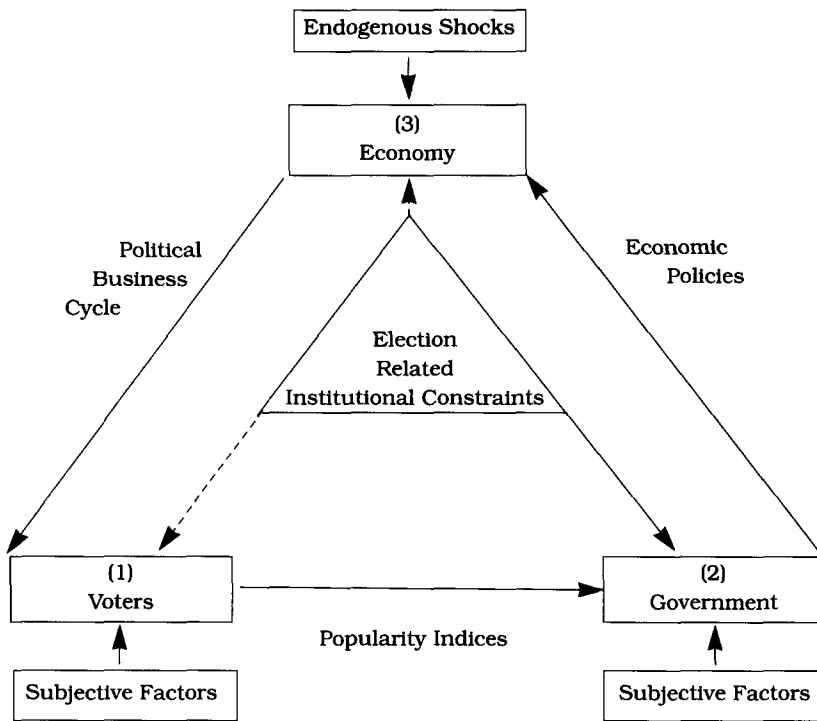 Endogenous Shocks
(3)
Economy
Political
Business
Cycle
Economic
Policies
Election
Related
Institutional Constraints
(1)
Voters
(2)
Government
Popularity Indices
Subjective Factors
Subjective Factors